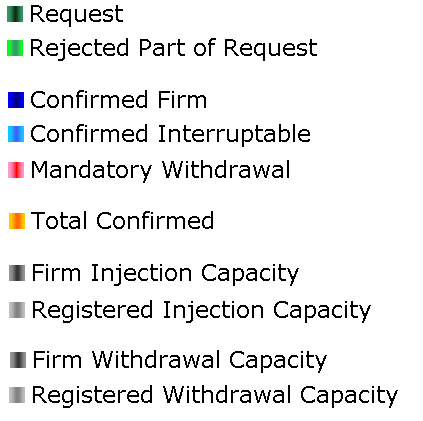 Request
Rejected Part of Request
Confirmed Firm
Confirmed Interruptable
Mandatory Withdrawal
Total Confirmed
Firm Injection Capacity
Registered Injection Capacity
Firm Withdrawal Capacity
Registered Withdrawal Capacity